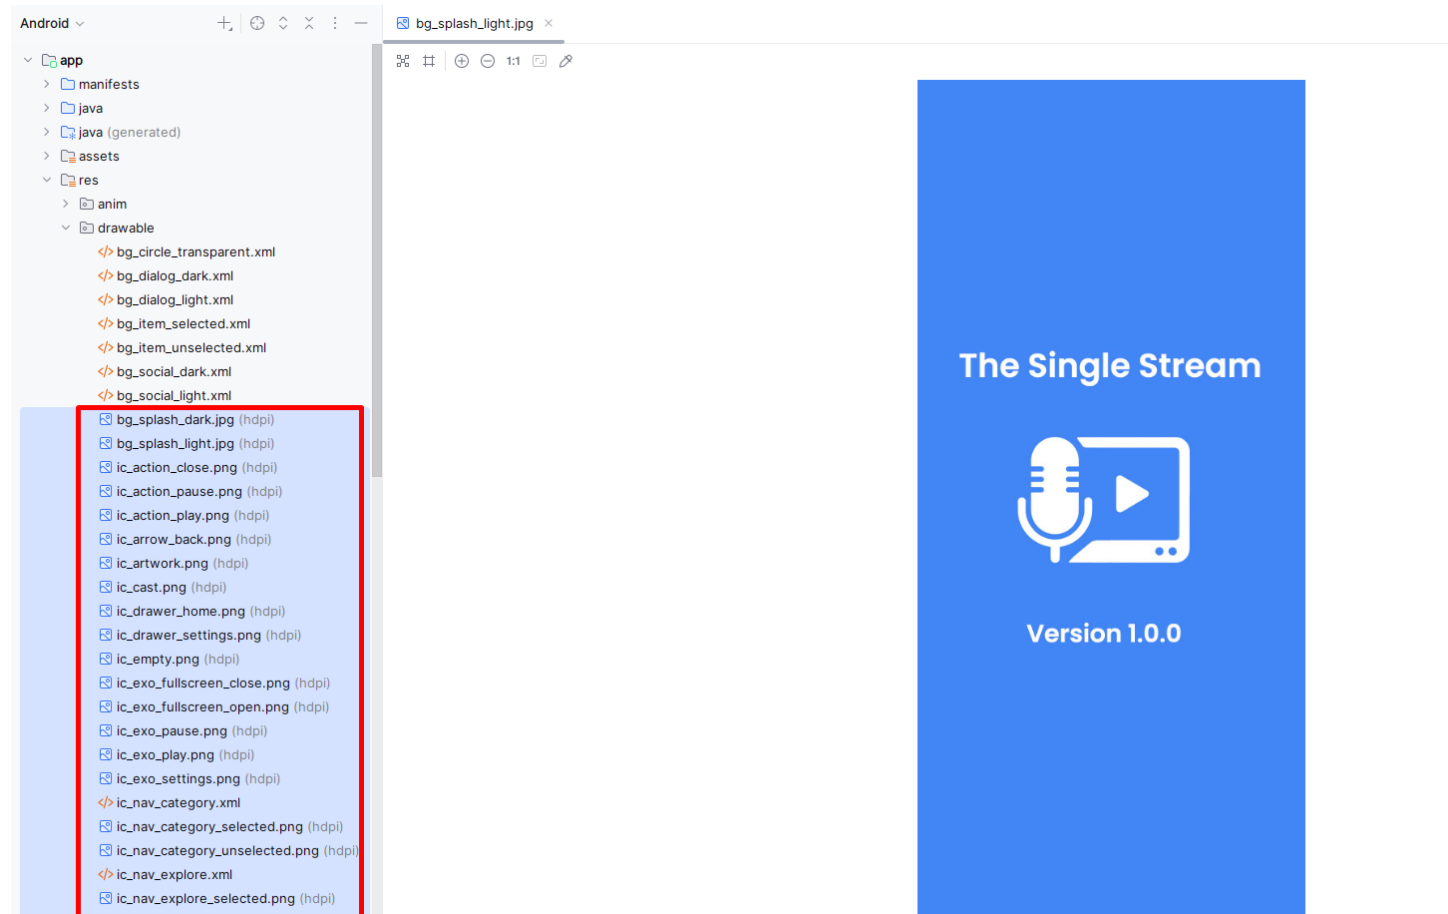 Android
bg_splash_light.jpg
1:1
app
manifests
java
java (generated)
assets
res
anim
drawable
bg_circle_transparent.xml
bg_dialog_dark.xml
bg_dialog_light.xml
bg_item_selected.xml
bg_item_unselected.xml
bg_social_dark.xml
bg_social_light.xml
bg_splash_dark.jpg (hdpi)
bg_splash_light.jpg (hdpi)
ic_action_close.png (hdpi)
ic_action_pause.png (hdpi)
ic_action_play.png (hdpi)
ic_arrow_back.png (hdpi)
ic_artwork.png (hdpi)
ic_cast.png (hdpi)
ic_drawer_home.png (hdpi)
ic_drawer_settings.png (hdpi)
ic_empty.png (hdpi)
ic_exo_fullscreen_close.png (hdpi)
ic_exo_fullscreen_open.png (hdpi)
ic_exo_pause.png (hdpi)
ic_exo_play.png (hdpi)
ic_exo_settings.png (hdpi)
ic_nav_category.xml
ic_nav_category_selected.png (hdpi)
ic_nav_category_unselected.png (hdpi)
ic_nav_explore.xml
ic_nav_explore_selected.png (hdpi)
The Single Stream
Version 1.0.0